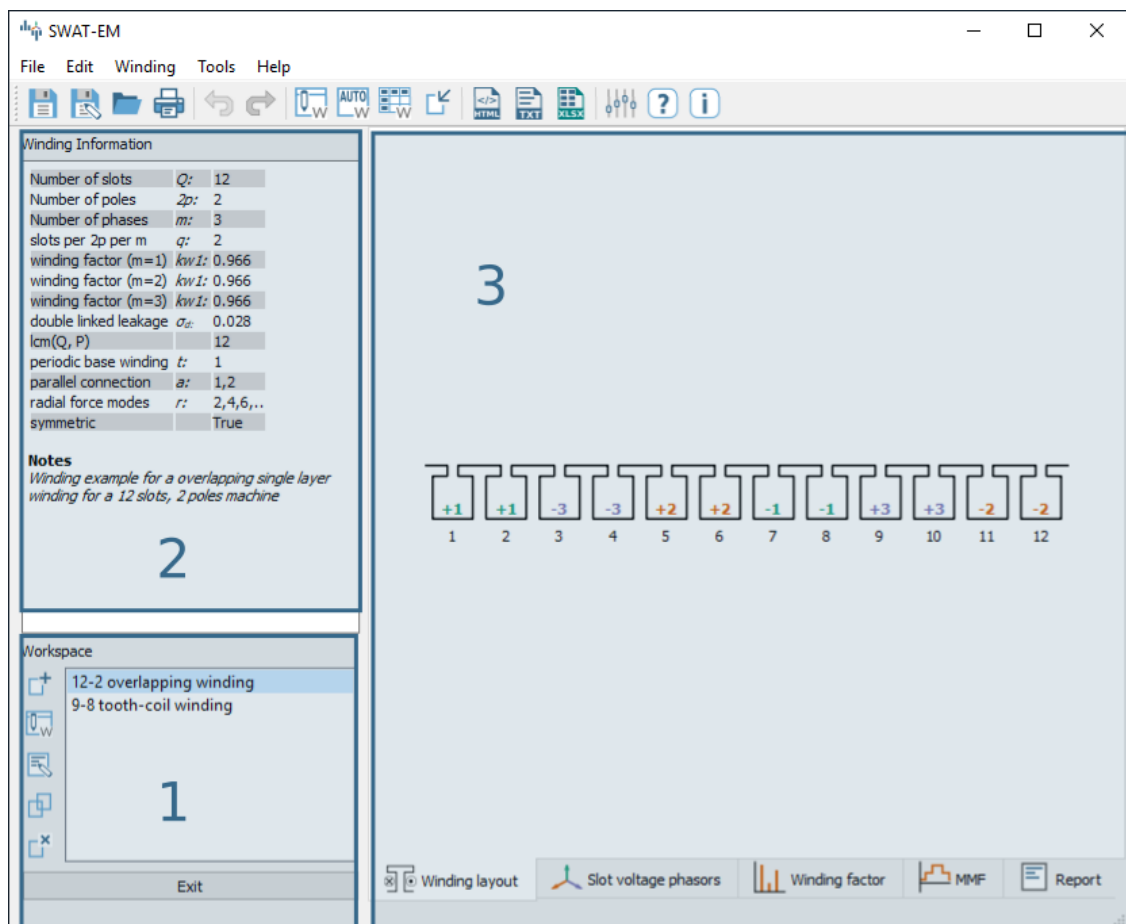 SWAT-EM
File Edit Winding Tools Help
W AUTO W W </> HTML TXT XLSX ? i
Winding Information
Number of slots Q: 12
Number of poles 2p: 2
Number of phases m: 3
slots per 2p per m q: 2
winding factor (m=1) kw1: 0.966
winding factor (m=2) kw1: 0.966
winding factor (m=3) kw1: 0.966
double linked leakage σd: 0.028
lcm(Q, P) 12
periodic base winding t: 1
parallel connection a: 1,2
radial force modes r: 2,4,6,..
symmetric True
Notes
Winding example for a overlapping single layer
winding for a 12 slots, 2 poles machine
2
Workspace
12-2 overlapping winding
9-8 tooth-coil winding
W
1
Exit
3
+1 +1 -3 -3 +2 +2 -1 -1 +3 +3 -2 -2
1 2 3 4 5 6 7 8 9 10 11 12
Winding layout Slot voltage phasors Winding factor MMF Report